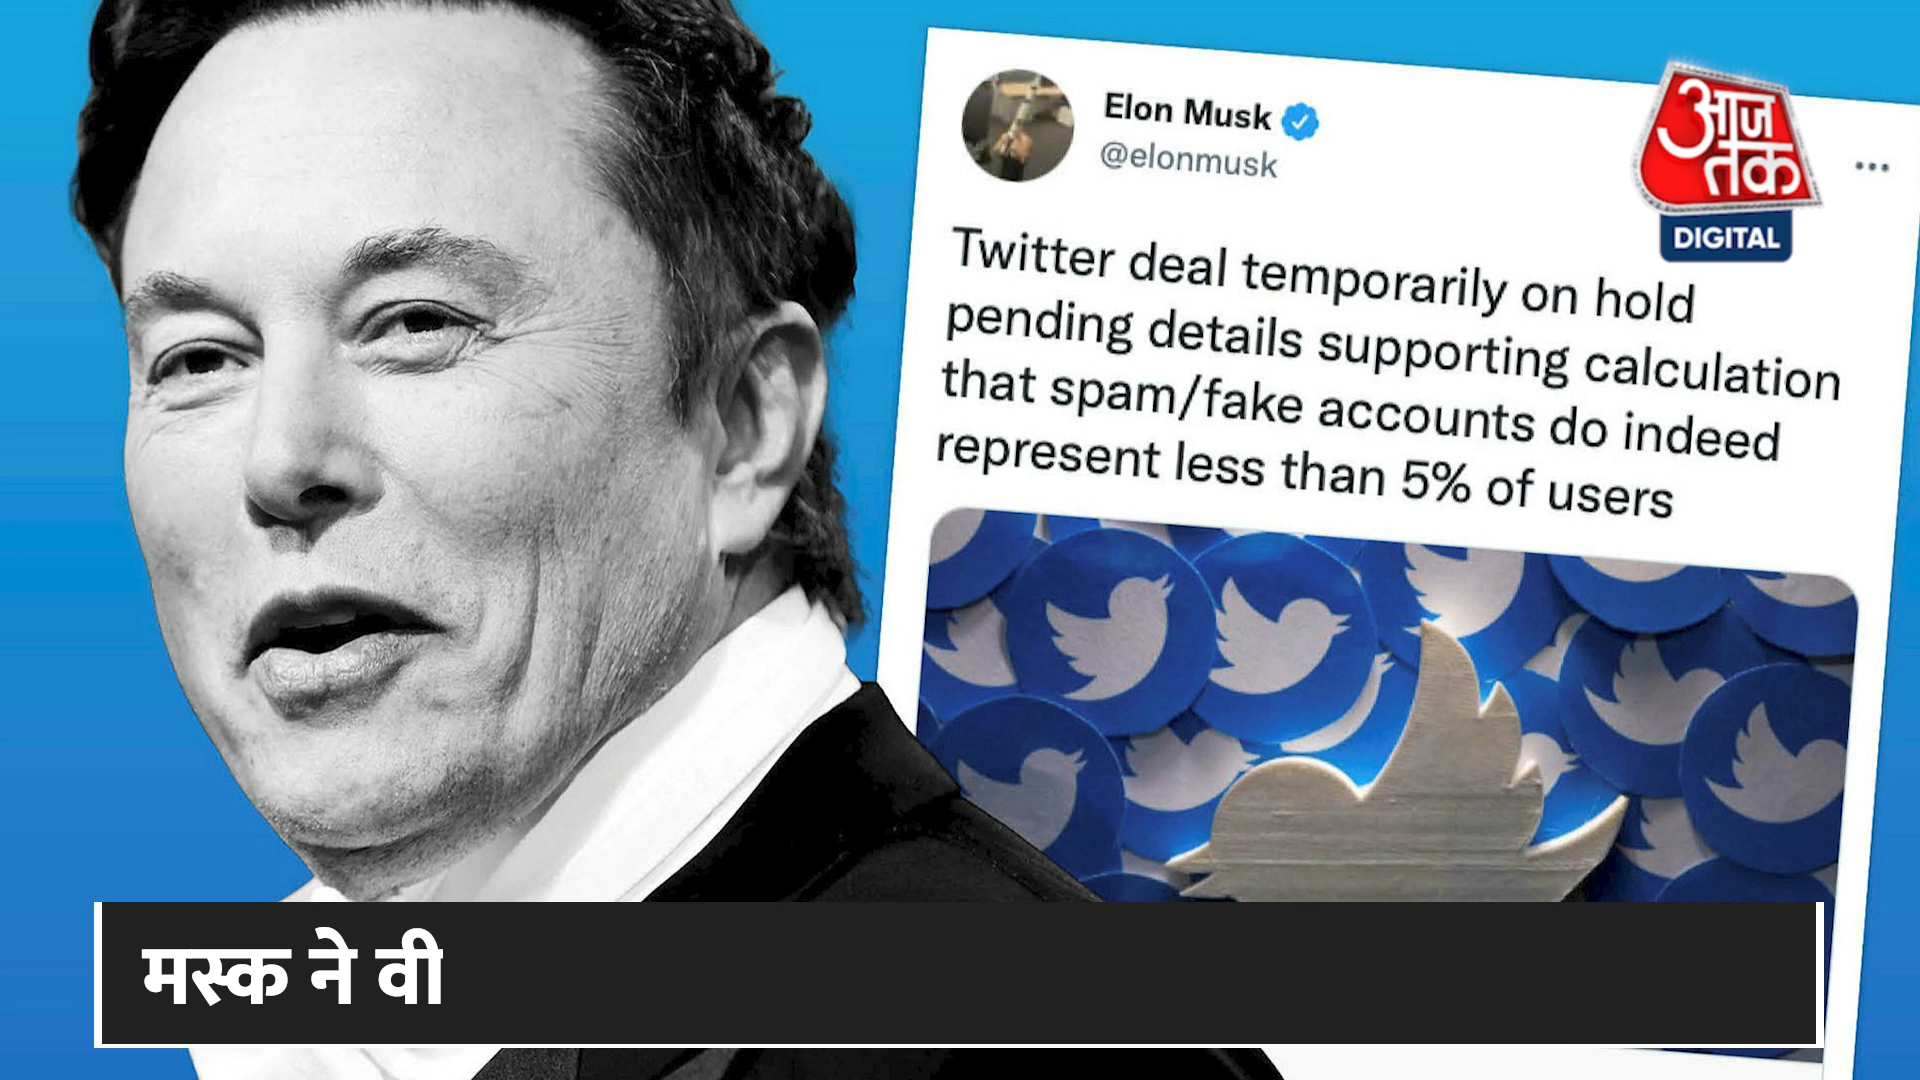 Elon Musk
@elonmusk
आज
तक
DIGITAL
Twitter deal temporarily on hold
pending details supporting calculation
that spam/fake accounts do indeed
represent less than 5% of users
मस्क ने वी